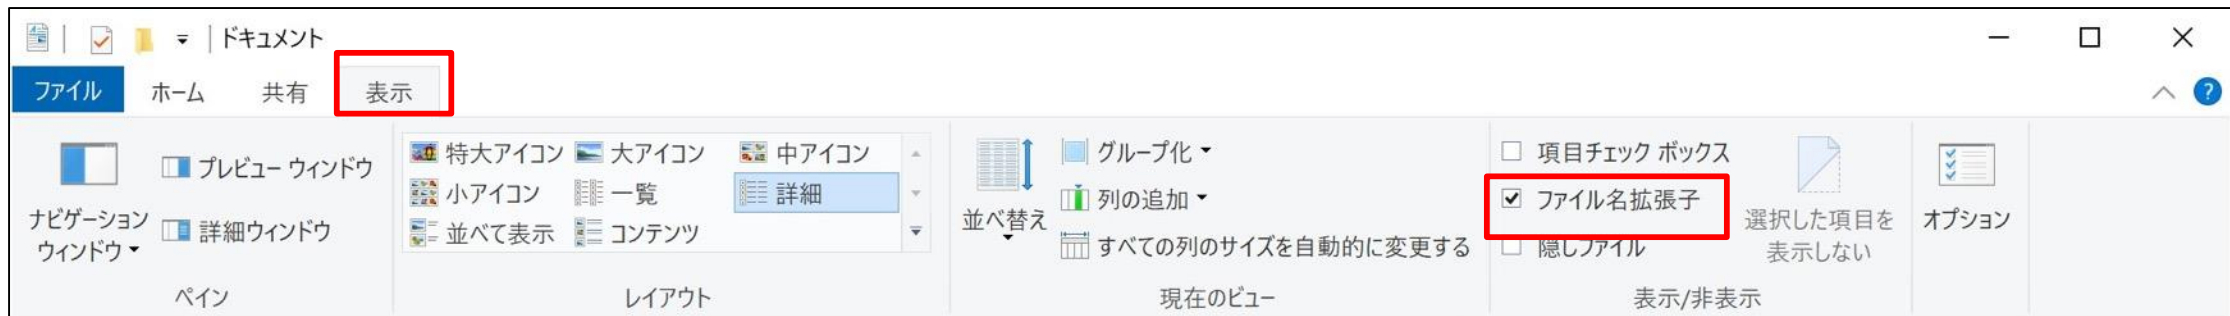 ドキュメント
ファイル ホーム 共有 表示
ナビゲーション
ウィンドウ
プレビュー ウィンドウ
詳細ウィンドウ
ペイン
特大アイコン 大アイコン 中アイコン
小アイコン 一覧 詳細
並べて表示 コンテンツ
レイアウト
並べ替え
グループ化
列の追加
すべての列のサイズを自動的に変更する
現在のビュー
項目チェック ボックス
ファイル名拡張子
隠しファイル
選択した項目を
表示しない
表示/非表示
オプション